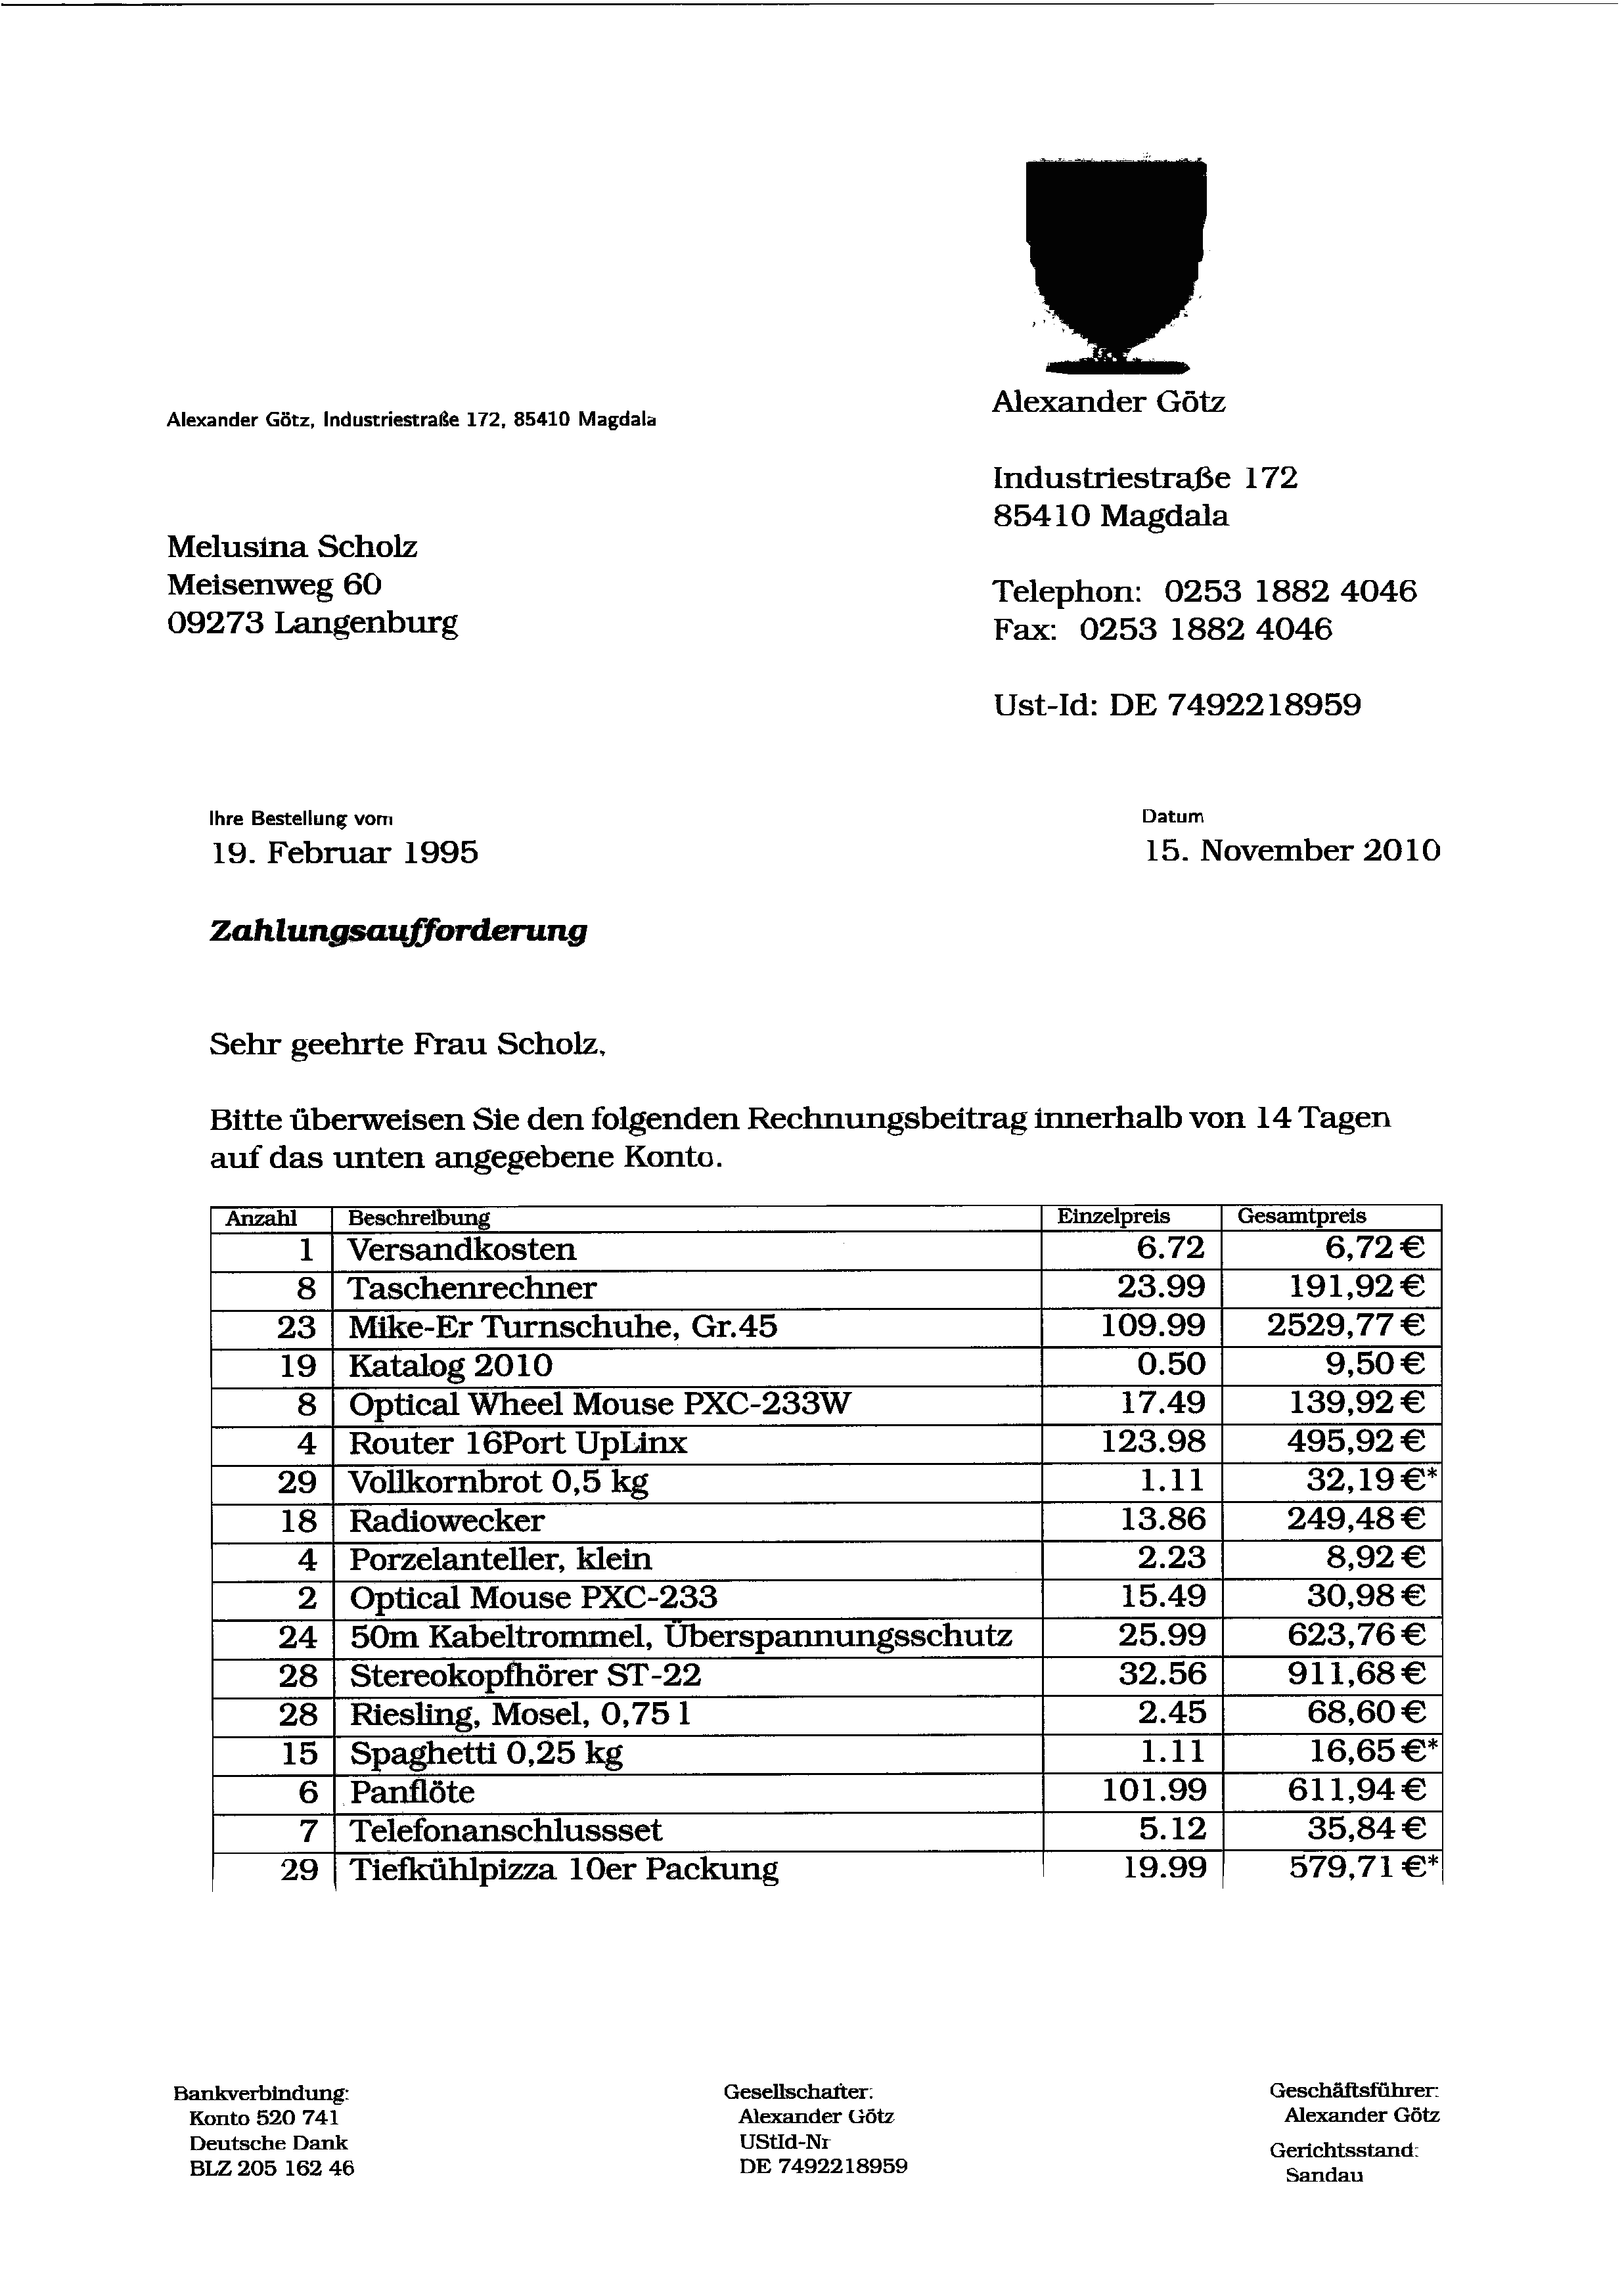 Alexander Götz
Alexander Götz, Industriestraße 172, 85410 Magdala
Industriestraße 172
85410 Magdala
Melusina Scholz
Meisenweg 60
09273 Langenburg
Telephon: 0253 1882 4046
Fax: 0253 1882 4046
Ust-Id: DE 7492218959
Ihre Bestellung vom
19. Februar 1995
Datum
15. November 2010
Zahlungsaufforderung
Sehr geehrte Frau Scholz,
Bitte überweisen Sie den folgenden Rechnungsbeitrag innerhalb von 14 Tagen
auf das unten angegebene Konto.
Anzahl Beschreibung Einzelpreis Gesamtpreis
1 Versandkosten 6.72 6,72 €
8 Taschenrechner 23.99 191,92 €
23 Mike-Er Turnschuhe, Gr.45 109.99 2529,77 €
19 Katalog 2010 0.50 9,50 €
8 Optical Wheel Mouse PXC-233W 17.49 139,92 €
4 Router 16Port UpLinx 123.98 495,92 €
29 Vollkornbrot 0,5 kg 1.11 32,19 €*
18 Radiowecker 13.86 249,48 €
4 Porzelanteller, klein 2.23 8,92 €
2 Optical Mouse PXC-233 15.49 30,98 €
24 50m Kabeltrommel, Überspannungsschutz 25.99 623,76 €
28 Stereokopfhörer ST-22 32.56 911,68 €
28 Riesling, Mosel, 0,75 l 2.45 68,60 €
15 Spaghetti 0,25 kg 1.11 16,65 €*
6 Panflöte 101.99 611,94 €
7 Telefonanschlussset 5.12 35,84 €
29 Tiefkühlpizza 10er Packung 19.99 579,71 €*
Bankverbindung:
Konto 520 741
Deutsche Dank
BLZ 205 162 46
Gesellschafter:
Alexander Götz
UStId-Nr
DE 7492218959
Geschäftsführer:
Alexander Götz
Gerichtsstand:
Sandau